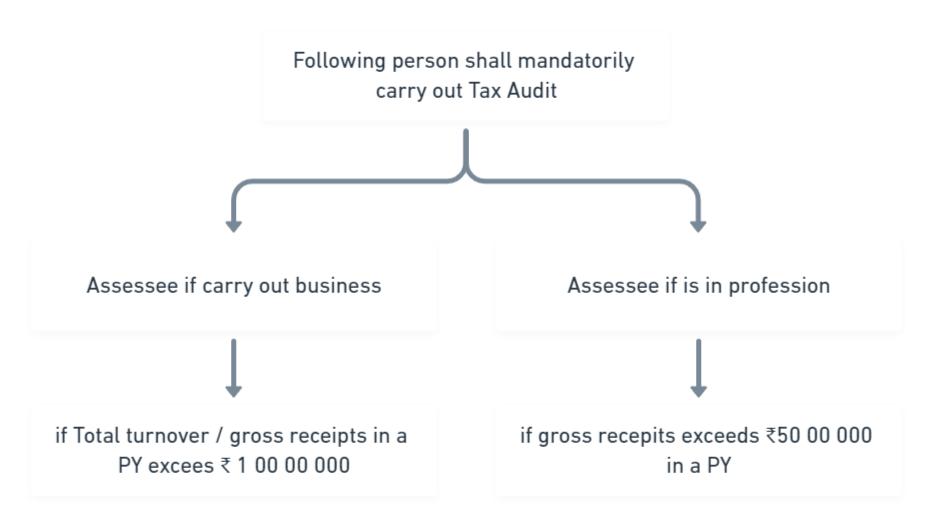 Following person shall mandatorily
carry out Tax Audit
Assessee if carry out business
Assessee if is in profession
if Total turnover / gross receipts in a
PY excees ₹ 1 00 00 000
if gross recepits exceeds ₹50 00 000
in a PY